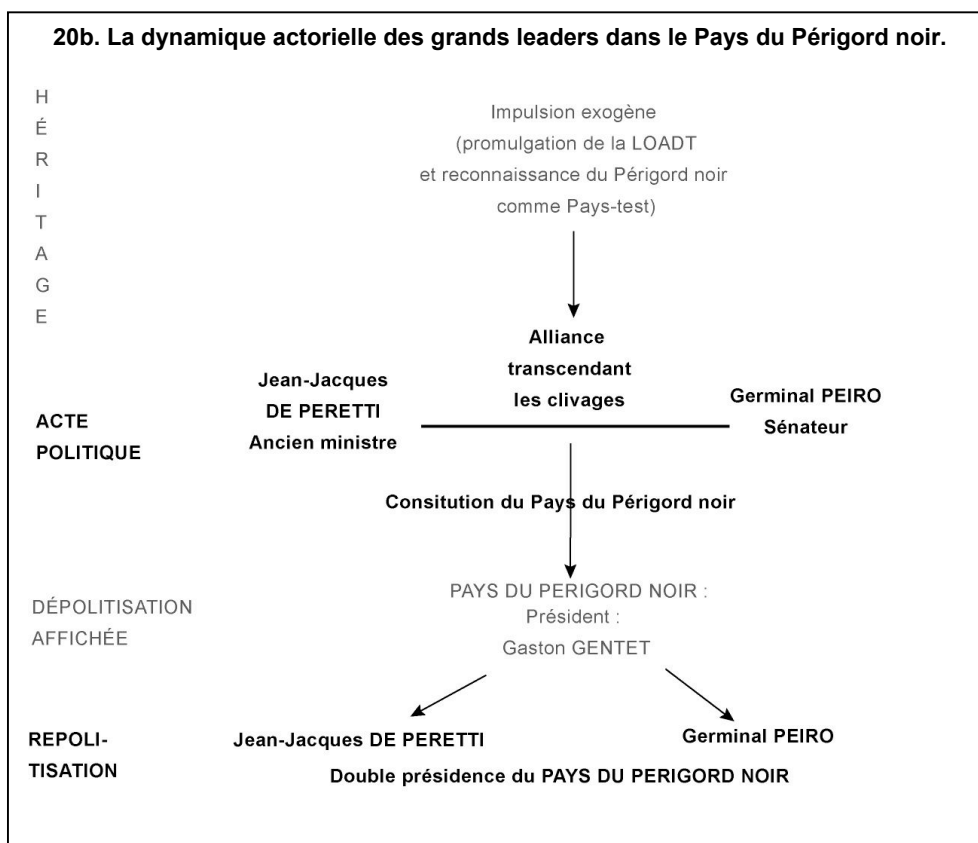 20b. La dynamique actorielle des grands leaders dans le Pays du Périgord noir.
H
É
R
I
T
A
G
E
Impulsion exogène
(promulgation de la LOADT
et reconnaissance du Périgord noir
comme Pays-test)
Alliance
transcendant
les clivages
Jean-Jacques
DE PERETTI
Ancien ministre
Germinal PEIRO
Sénateur
ACTE
POLITIQUE
Consitution du Pays du Périgord noir
DÉPOLITISATION
AFFICHÉE
PAYS DU PERIGORD NOIR :
Président :
Gaston GENTET
REPOLI-
TISATION
Jean-Jacques DE PERETTI
Germinal PEIRO
Double présidence du PAYS DU PERIGORD NOIR